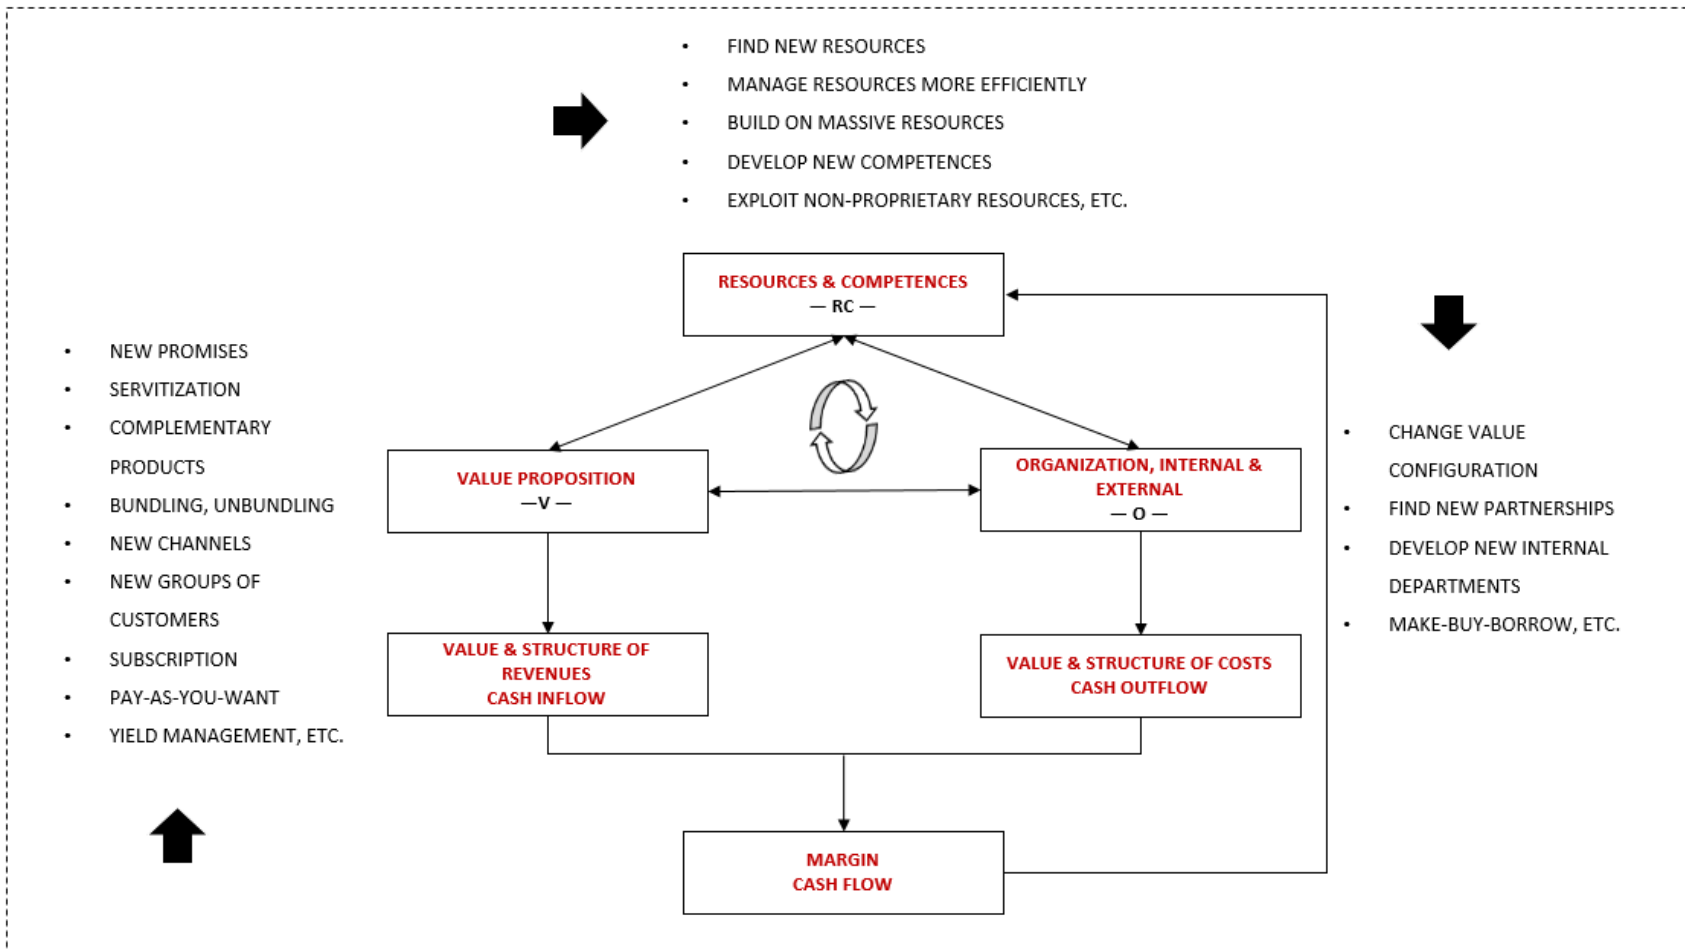 • FIND NEW RESOURCES
• MANAGE RESOURCES MORE EFFICIENTLY
• BUILD ON MASSIVE RESOURCES
• DEVELOP NEW COMPETENCES
• EXPLOIT NON-PROPRIETARY RESOURCES, ETC.
RESOURCES & COMPETENCES
— RC —
• NEW PROMISES
• SERVITIZATION
• COMPLEMENTARY
PRODUCTS
• BUNDLING, UNBUNDLING
• NEW CHANNELS
• NEW GROUPS OF
CUSTOMERS
• SUBSCRIPTION
• PAY-AS-YOU-WANT
• YIELD MANAGEMENT, ETC.
VALUE PROPOSITION
—V —
ORGANIZATION, INTERNAL &
EXTERNAL
— O —
• CHANGE VALUE
CONFIGURATION
• FIND NEW PARTNERSHIPS
• DEVELOP NEW INTERNAL
DEPARTMENTS
• MAKE-BUY-BORROW, ETC.
VALUE & STRUCTURE OF
REVENUES
CASH INFLOW
VALUE & STRUCTURE OF COSTS
CASH OUTFLOW
MARGIN
CASH FLOW